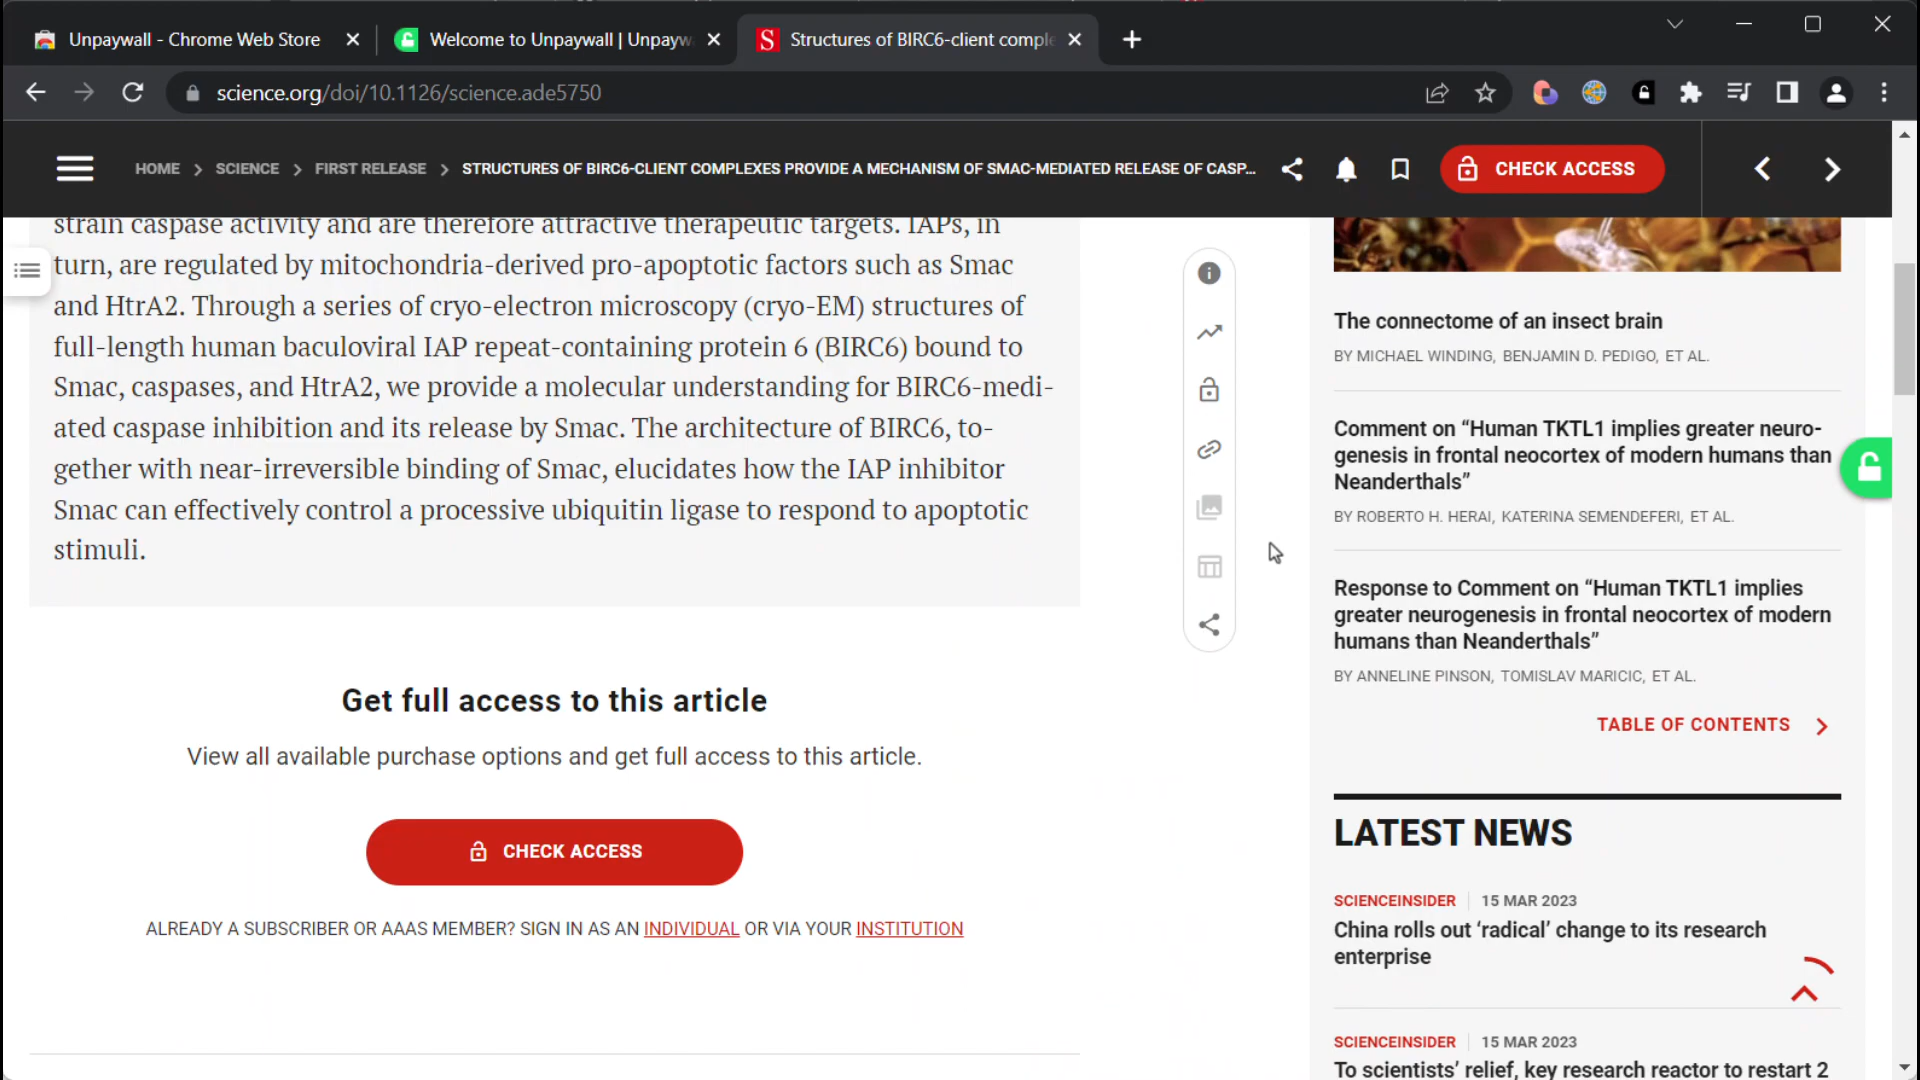 Unpaywall - Chrome Web Store
Welcome to Unpaywall | Unpayw
Structures of BIRC6-client comple
science.org/doi/10.1126/science.ade5750
HOME > SCIENCE > FIRST RELEASE > STRUCTURES OF BIRC6-CLIENT COMPLEXES PROVIDE A MECHANISM OF SMAC-MEDIATED RELEASE OF CASP...
CHECK ACCESS
strain caspase activity and are therefore attractive therapeutic targets. IAPs, in
turn, are regulated by mitochondria-derived pro-apoptotic factors such as Smac
and HtrA2. Through a series of cryo-electron microscopy (cryo-EM) structures of
full-length human baculoviral IAP repeat-containing protein 6 (BIRC6) bound to
Smac, caspases, and HtrA2, we provide a molecular understanding for BIRC6-medi-
ated caspase inhibition and its release by Smac. The architecture of BIRC6, to-
gether with near-irreversible binding of Smac, elucidates how the IAP inhibitor
Smac can effectively control a processive ubiquitin ligase to respond to apoptotic
stimuli.
Get full access to this article
View all available purchase options and get full access to this article.
CHECK ACCESS
ALREADY A SUBSCRIBER OR AAAS MEMBER? SIGN IN AS AN INDIVIDUAL OR VIA YOUR INSTITUTION
The connectome of an insect brain
BY MICHAEL WINDING, BENJAMIN D. PEDIGO, ET AL.
Comment on “Human TKTL1 implies greater neuro-
genesis in frontal neocortex of modern humans than
Neanderthals”
BY ROBERTO H. HERAI, KATERINA SEMENDEFERI, ET AL.
Response to Comment on “Human TKTL1 implies
greater neurogenesis in frontal neocortex of modern
humans than Neanderthals”
BY ANNELINE PINSON, TOMISLAV MARICIC, ET AL.
TABLE OF CONTENTS
LATEST NEWS
SCIENCEINSIDER | 15 MAR 2023
China rolls out ‘radical’ change to its research
enterprise
SCIENCEINSIDER | 15 MAR 2023
To scientists’ relief, key research reactor to restart 2